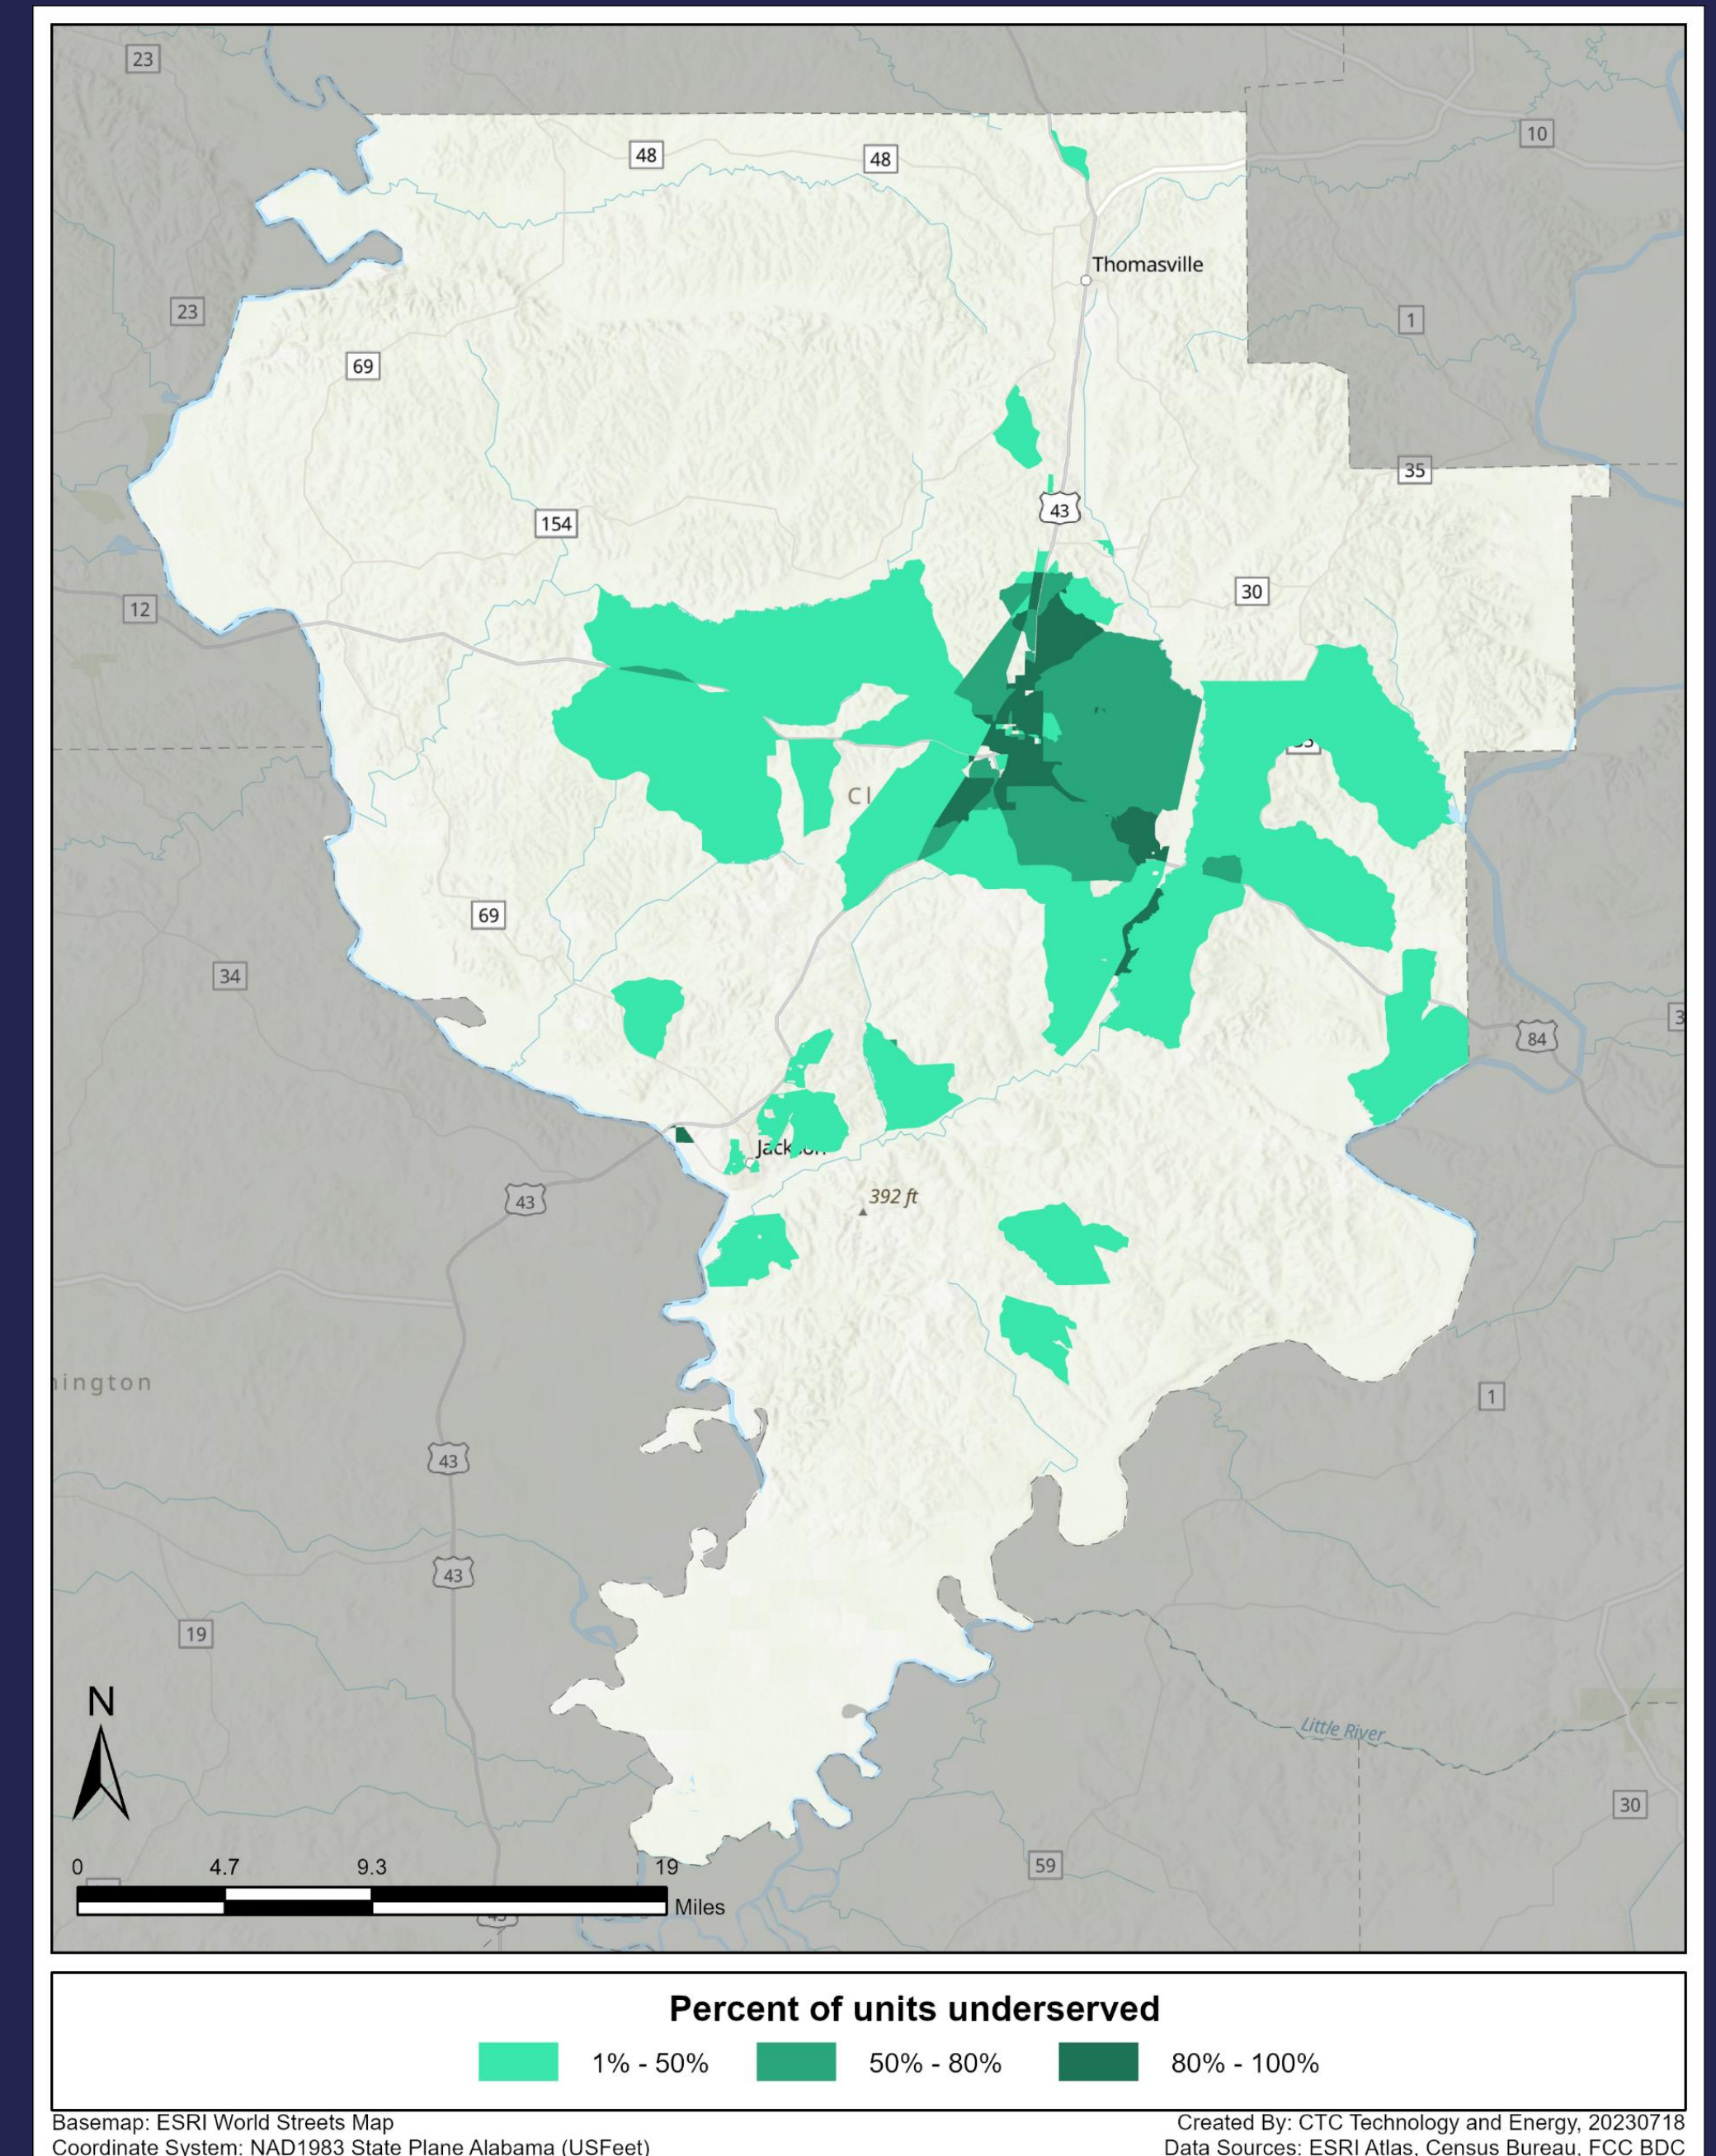 23
10
48
48
Thomasville
23
1
69
35
43
154
30
12
Cl
69
34
84
3
Jackson
392 ft
43
ington
1
43
43
19
Little River
N
30
0 4.7 9.3 19
59
Miles
Percent of units underserved
1% - 50% 50% - 80% 80% - 100%
Basemap: ESRI World Streets Map
Created By: CTC Technology and Energy, 20230718
Coordinate System: NAD1983 State Plane Alabama (USFeet)
Data Sources: ESRI Atlas, Census Bureau, FCC BDC